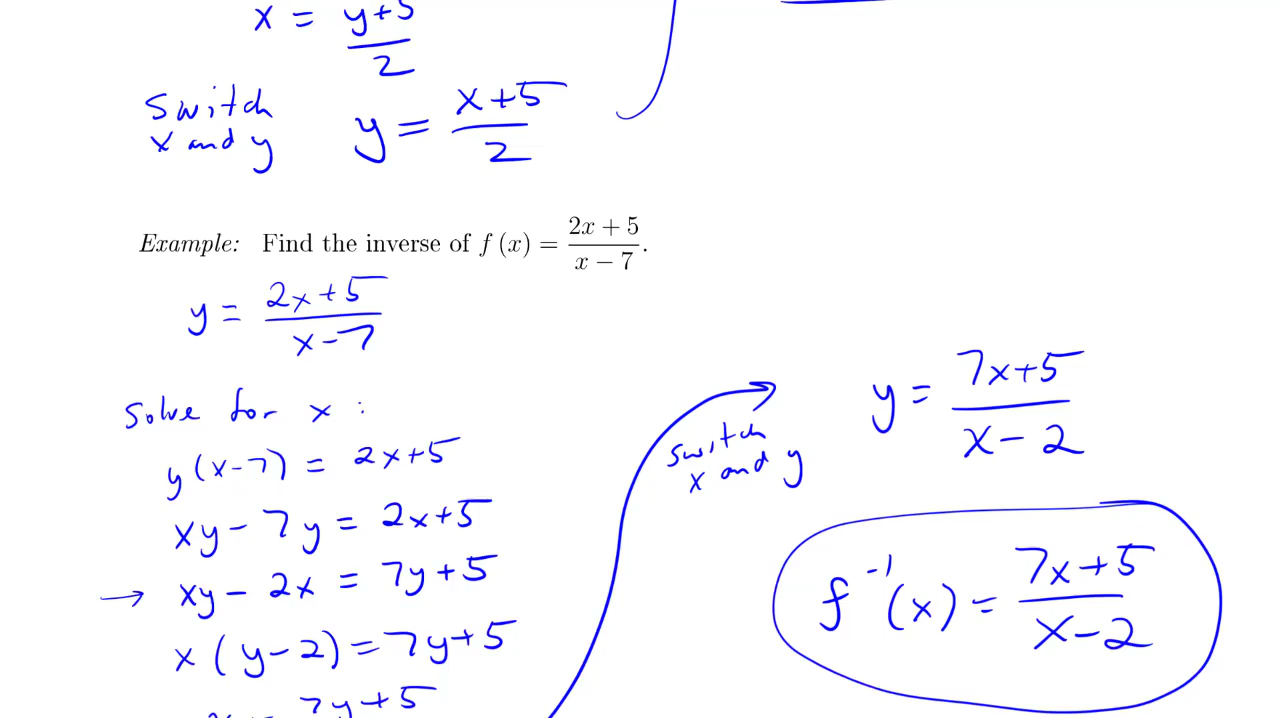 x = (y+5)/2
Switch x and y
y = (x+5)/2
Example: Find the inverse of f (x) = (2x + 5)/(x − 7).
y = (2x+5)/(x-7)
Solve for x :
y(x-7) = 2x+5
xy - 7y = 2x+5
→ xy - 2x = 7y+5
x(y-2) = 7y+5
7y+5
switch x and y
y = (7x+5)/(x-2)
f⁻¹(x) = (7x+5)/(x-2)